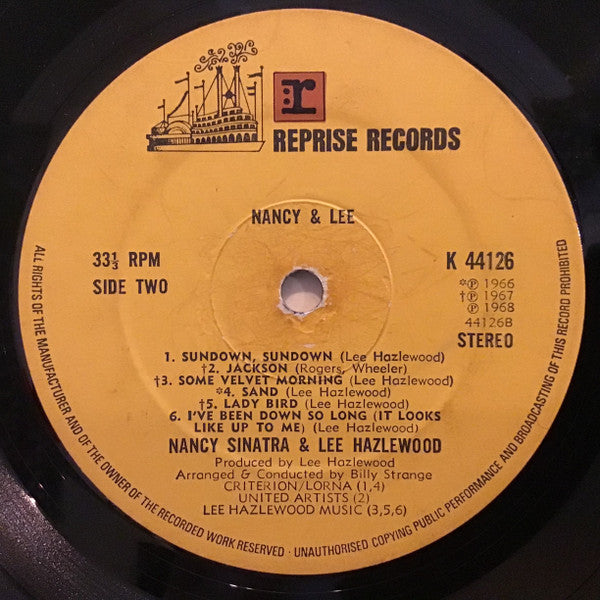 r
REPRISE RECORDS
NANCY & LEE
33⅓ RPM
SIDE TWO
K 44126
*℗ 1966
†℗ 1967
℗ 1968
44126B
STEREO
1. SUNDOWN, SUNDOWN (Lee Hazlewood)
†2. JACKSON (Rogers, Wheeler)
†3. SOME VELVET MORNING (Lee Hazlewood)
*4. SAND (Lee Hazlewood)
†5. LADY BIRD (Lee Hazlewood)
6. I'VE BEEN DOWN SO LONG (IT LOOKS
LIKE UP TO ME) (Lee Hazlewood)
NANCY SINATRA & LEE HAZLEWOOD
Produced by Lee Hazlewood
Arranged & Conducted by Billy Strange
CRITERION/LORNA (1,4)
UNITED ARTISTS (2)
LEE HAZLEWOOD MUSIC (3,5,6)
ALL RIGHTS OF THE MANUFACTURER AND OF THE OWNER OF THE RECORDED WORK RESERVED · UNAUTHORISED COPYING PUBLIC PERFORMANCE AND BROADCASTING OF THIS RECORD PROHIBITED